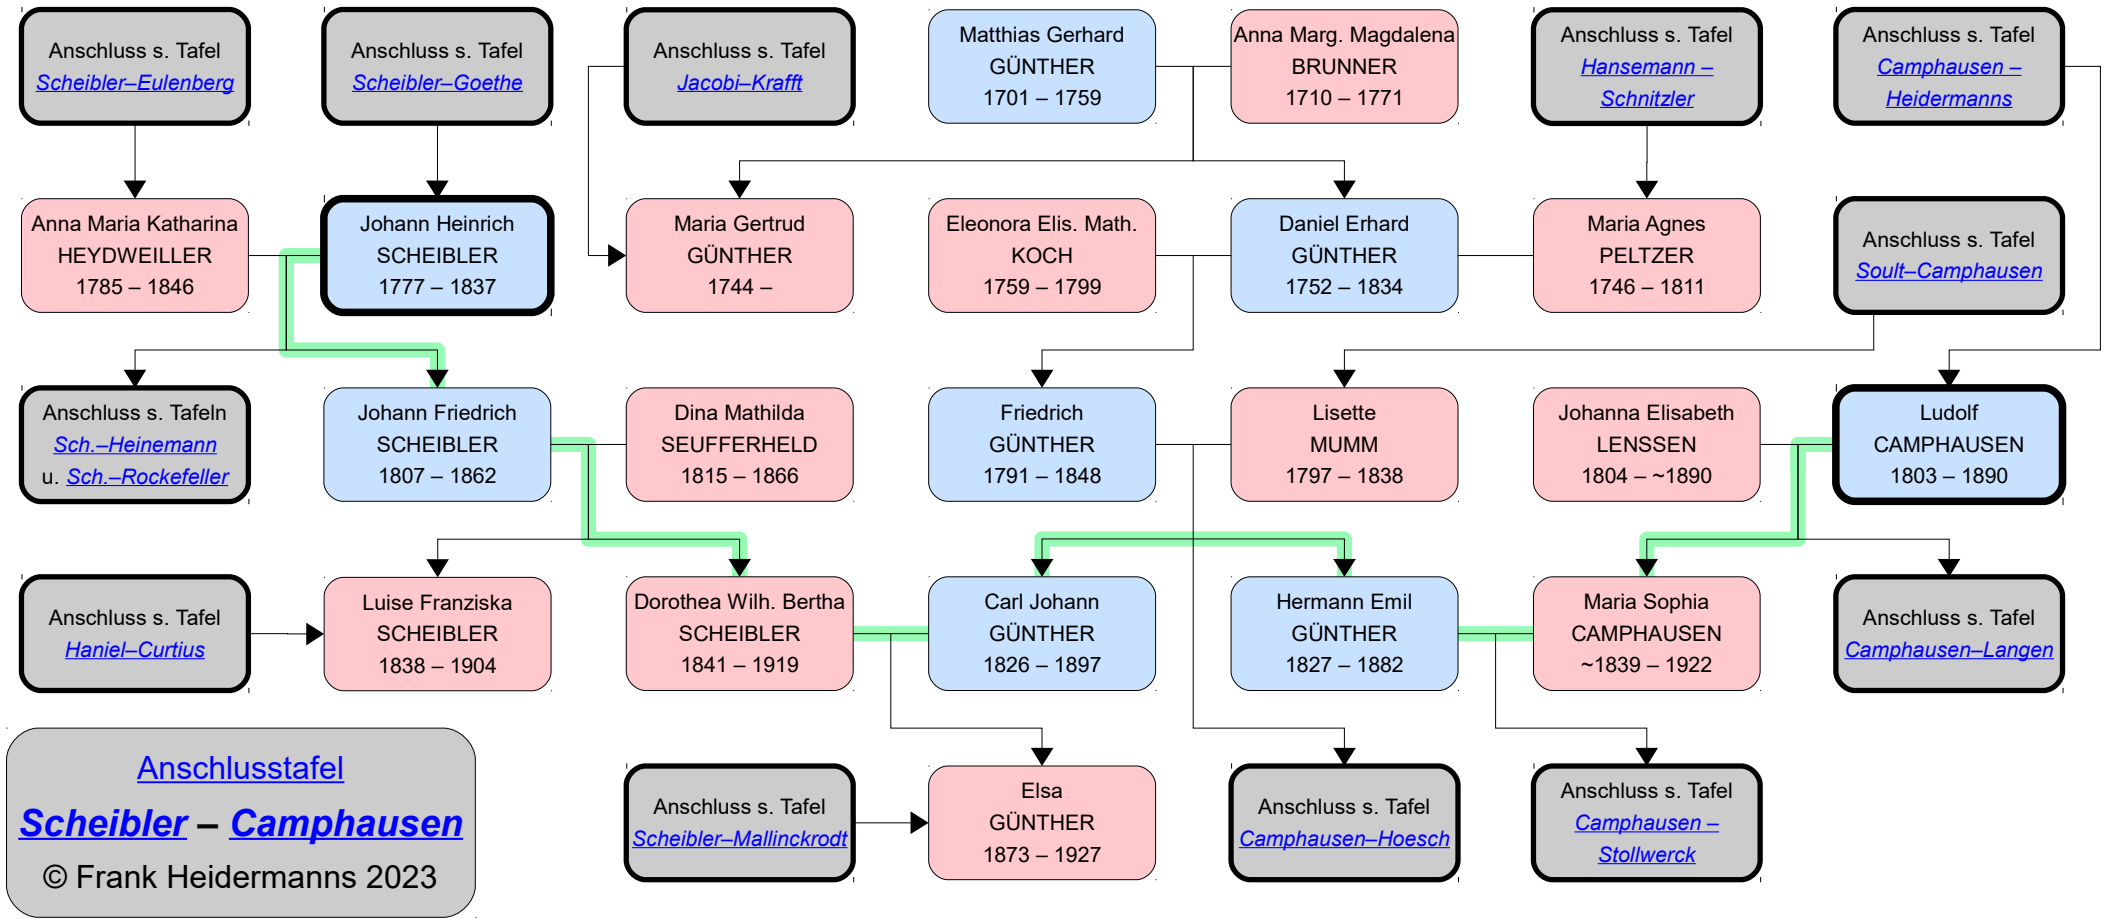 Anschluss s. Tafel
Scheibler–Eulenberg
Anschluss s. Tafel
Scheibler–Goethe
Anschluss s. Tafel
Jacobi–Krafft
Matthias Gerhard
GÜNTHER
1701 – 1759
Anna Marg. Magdalena
BRUNNER
1710 – 1771
Anschluss s. Tafel
Hansemann –
Schnitzler
Anschluss s. Tafel
Camphausen –
Heidermanns
Anna Maria Katharina
HEYDWEILLER
1785 – 1846
Johann Heinrich
SCHEIBLER
1777 – 1837
Maria Gertrud
GÜNTHER
1744 –
Eleonora Elis. Math.
KOCH
1759 – 1799
Daniel Erhard
GÜNTHER
1752 – 1834
Maria Agnes
PELTZER
1746 – 1811
Anschluss s. Tafel
Soult–Camphausen
Anschluss s. Tafeln
Sch.–Heinemann
u. Sch.–Rockefeller
Johann Friedrich
SCHEIBLER
1807 – 1862
Dina Mathilda
SEUFFERHELD
1815 – 1866
Friedrich
GÜNTHER
1791 – 1848
Lisette
MUMM
1797 – 1838
Johanna Elisabeth
LENSSEN
1804 – ~1890
Ludolf
CAMPHAUSEN
1803 – 1890
Anschluss s. Tafel
Haniel–Curtius
Luise Franziska
SCHEIBLER
1838 – 1904
Dorothea Wilh. Bertha
SCHEIBLER
1841 – 1919
Carl Johann
GÜNTHER
1826 – 1897
Hermann Emil
GÜNTHER
1827 – 1882
Maria Sophia
CAMPHAUSEN
~1839 – 1922
Anschluss s. Tafel
Camphausen–Langen
Anschlusstafel
Scheibler – Camphausen
© Frank Heidermanns 2023
Anschluss s. Tafel
Scheibler–Mallinckrodt
Elsa
GÜNTHER
1873 – 1927
Anschluss s. Tafel
Camphausen–Hoesch
Anschluss s. Tafel
Camphausen –
Stollwerck